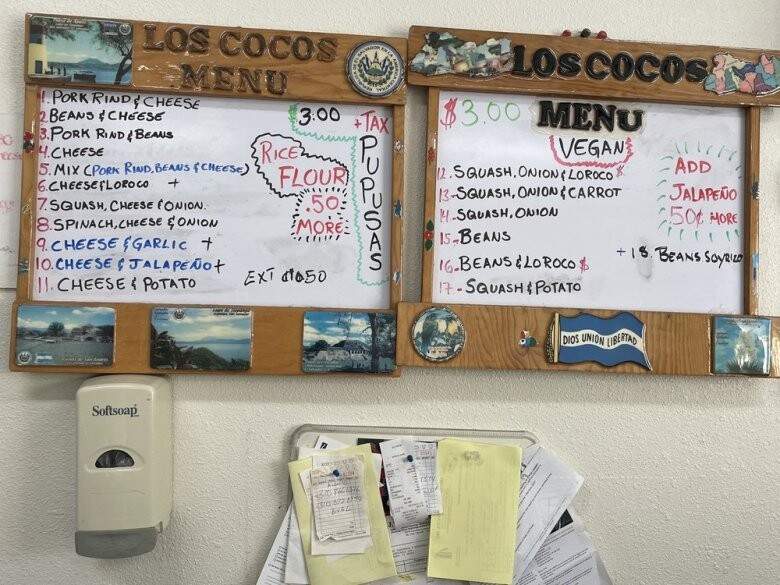 LOS COCOS
MENU
1. PORK RIND & CHEESE
2. BEANS & CHEESE
3. PORK RIND & BEANS
4. CHEESE
5. MIX (PORK RIND, BEANS & CHEESE)
6. CHEESE & LOROCO +
7. SQUASH, CHEESE & ONION.
8. SPINACH, CHEESE & ONION
9. CHEESE & GARLIC +
10. CHEESE & JALAPEÑO +
11. CHEESE & POTATO
3:00
+ TAX
PUPUSAS
RICE
FLOUR
.50
MORE
LOS COCOS
MENU
$3.00
VEGAN
12. SQUASH, ONION & LOROCO $
13. SQUASH, ONION & CARROT
14. SQUASH, ONION
15. BEANS
16. BEANS & LOROCO $
17. SQUASH & POTATO
ADD
JALAPEÑO
50¢ MORE
+ 18. BEANS SOYRIZO
DIOS UNION LIBERTAD
Softsoap